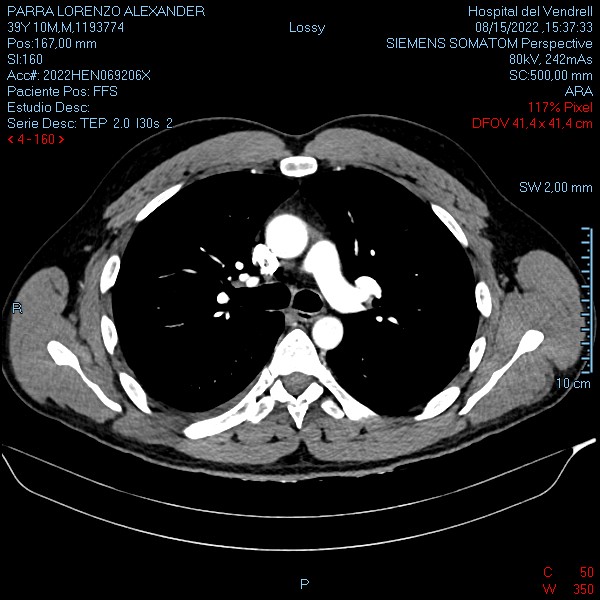 PARRA LORENZO ALEXANDER
39Y 10M,M,1193774
Pos:167,00 mm
SI:160
Acc#: 2022HEN069206X
Paciente Pos: FFS
Estudio Desc:
Serie Desc: TEP 2.0 I30s 2
< 4 - 160 >
Lossy
Hospital del Vendrell
08/15/2022 ,15:37:33
SIEMENS SOMATOM Perspective
80kV, 242mAs
SC:500,00 mm
ARA
117% Pixel
DFOV 41,4 x 41,4 cm
SW 2,00 mm
R
10 cm
P
C 50
W 350